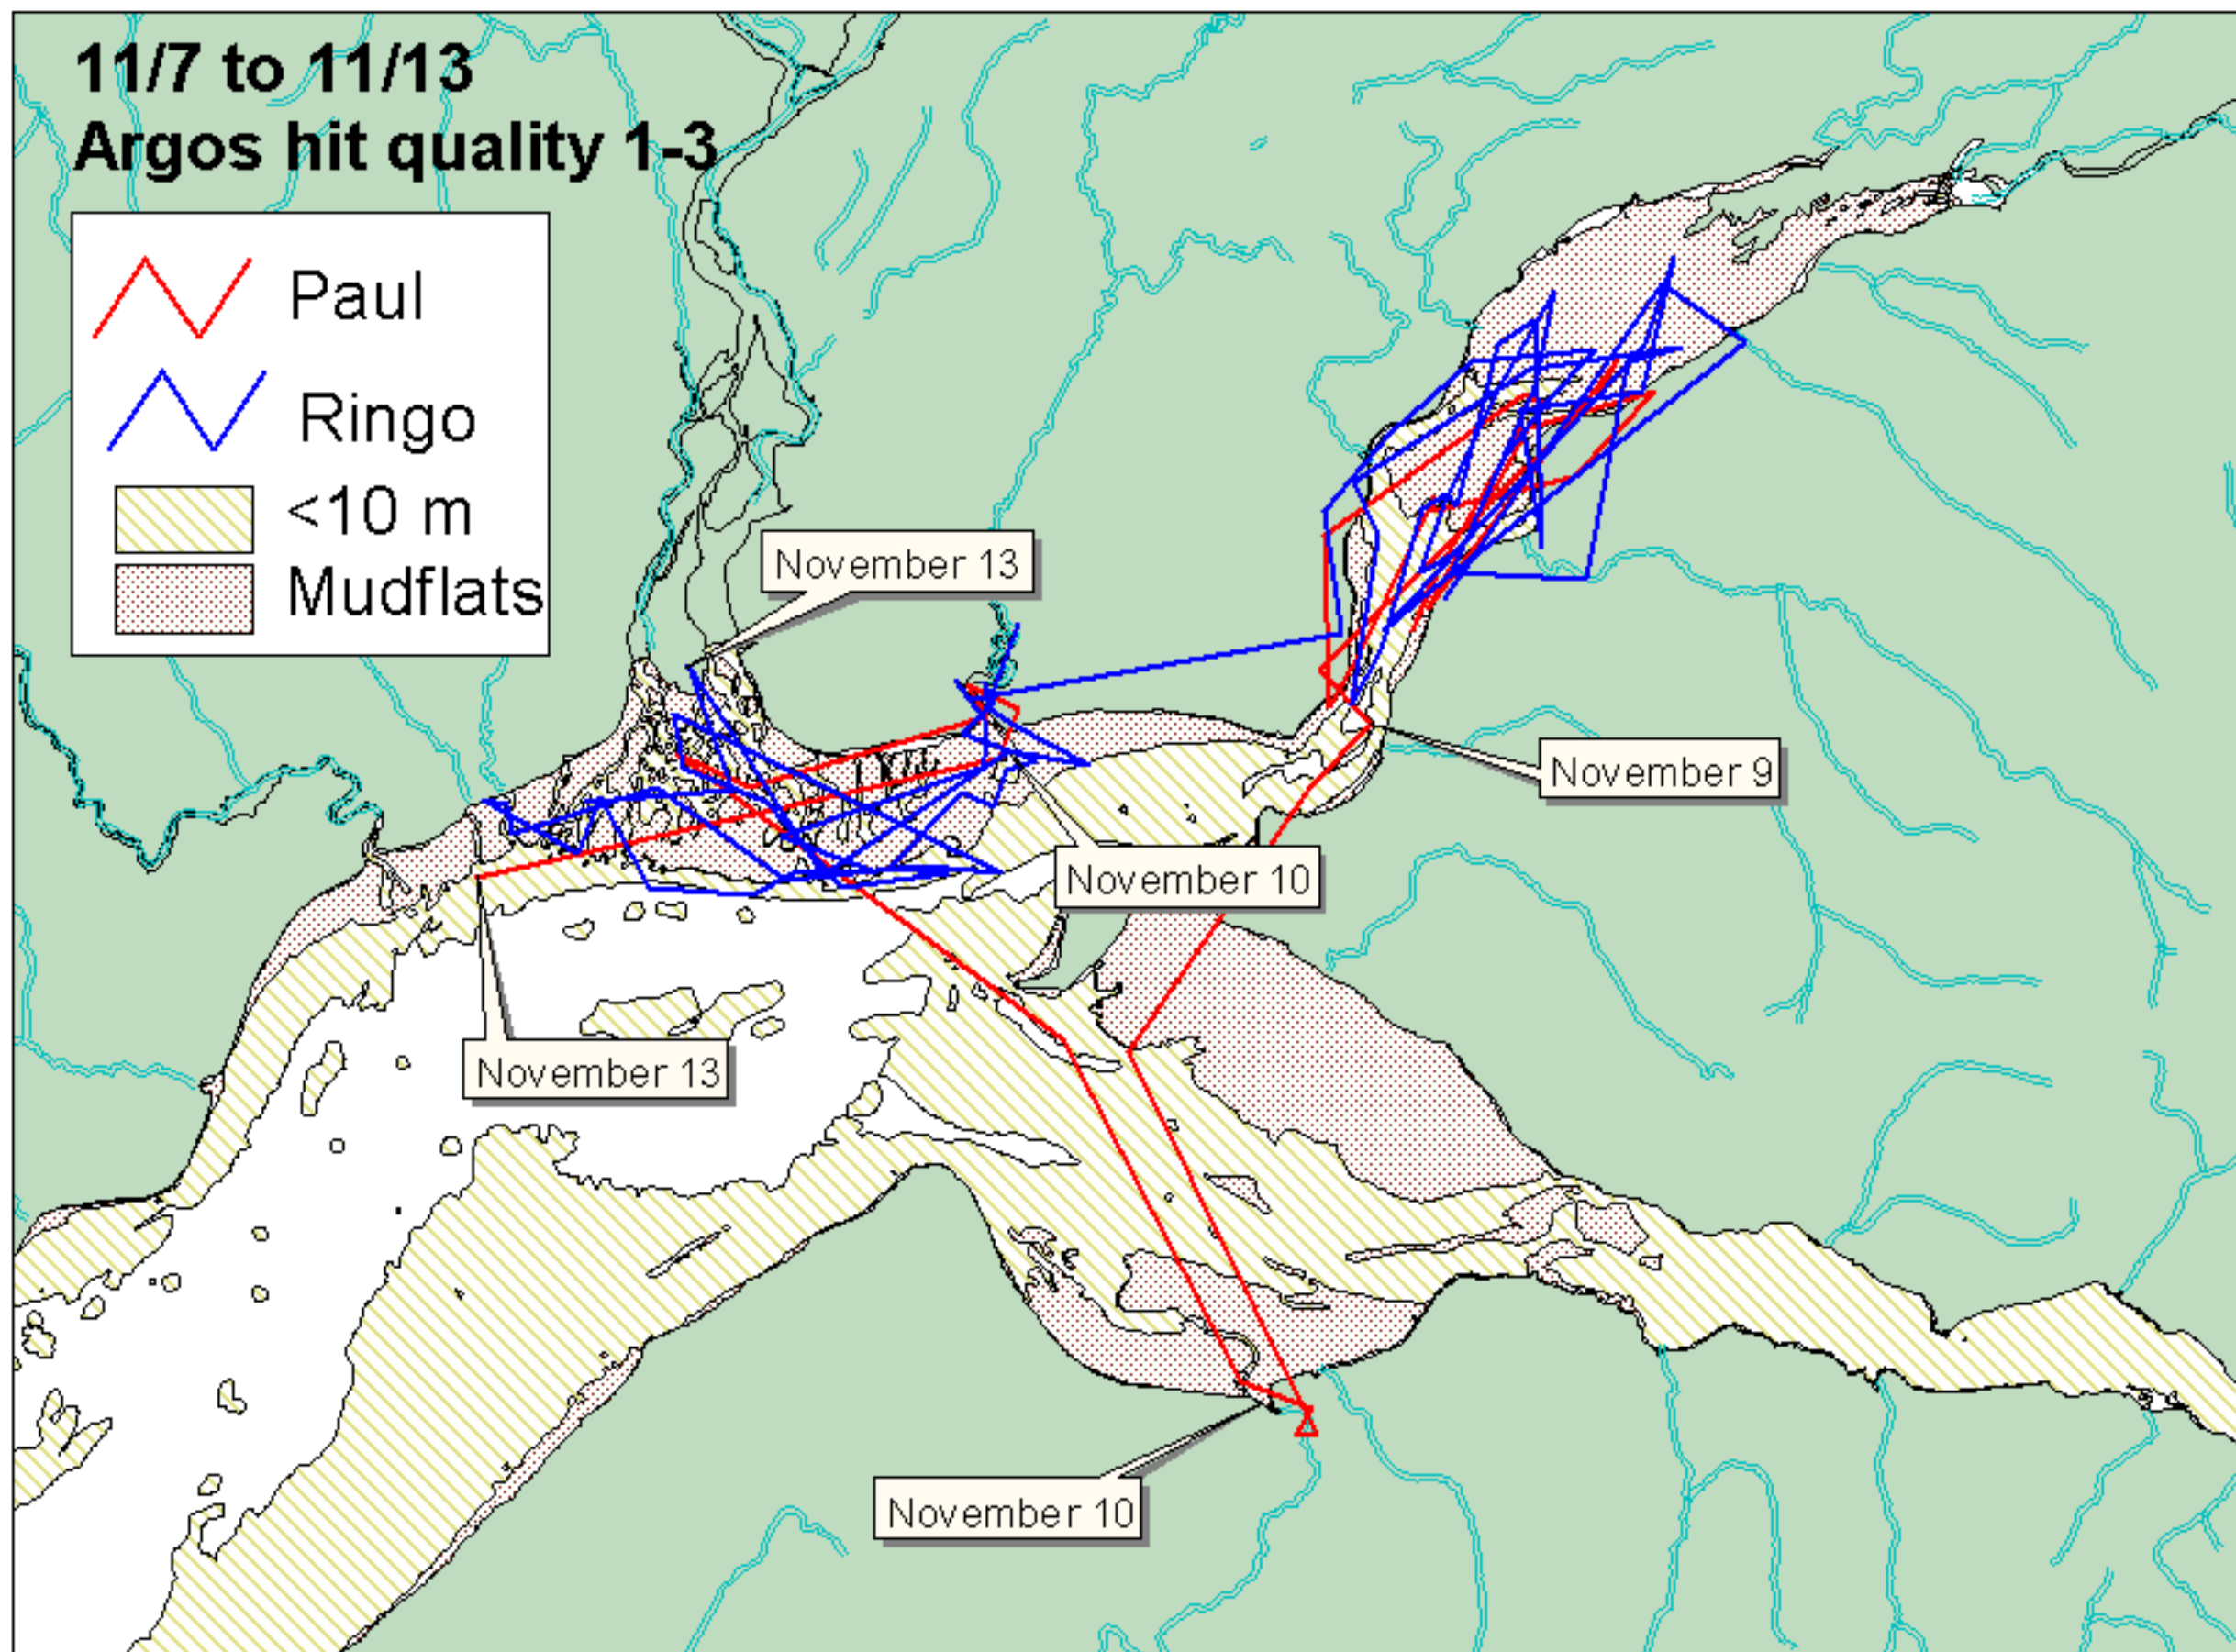 11/7 to 11/13
Argos hit quality 1-3
Paul
Ringo
<10 m
Mudflats
November 13
November 9
November 10
November 13
November 10